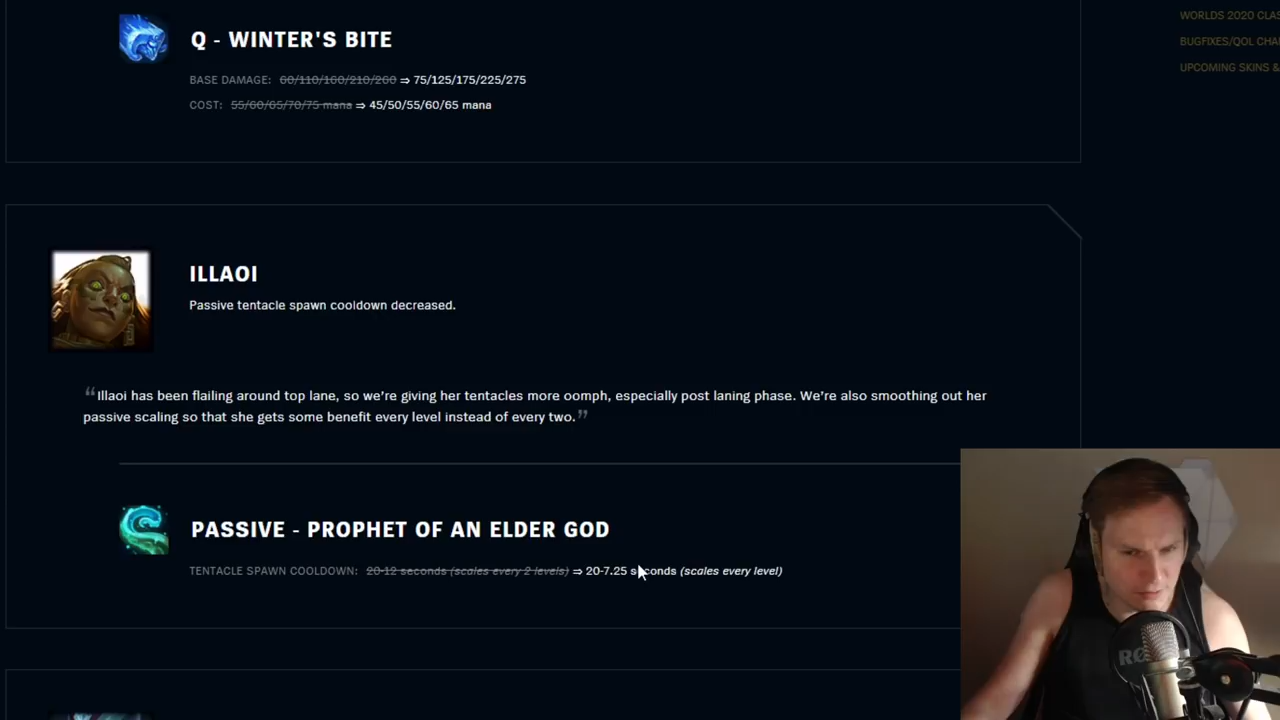 WORLDS 2020 CLA
Q - WINTER'S BITE
BUGFIXES/QOL CHA
UPCOMING SKINS &
BASE DAMAGE: 60/110/160/210/260 ⇒ 75/125/175/225/275
COST: 55/60/65/70/75 mana ⇒ 45/50/55/60/65 mana
ILLAOI
Passive tentacle spawn cooldown decreased.
“Illaoi has been flailing around top lane, so we're giving her tentacles more oomph, especially post laning phase. We're also smoothing out her
passive scaling so that she gets some benefit every level instead of every two.”
PASSIVE - PROPHET OF AN ELDER GOD
TENTACLE SPAWN COOLDOWN: 20-12 seconds (scales every 2 levels) ⇒ 20-7.25 seconds (scales every level)